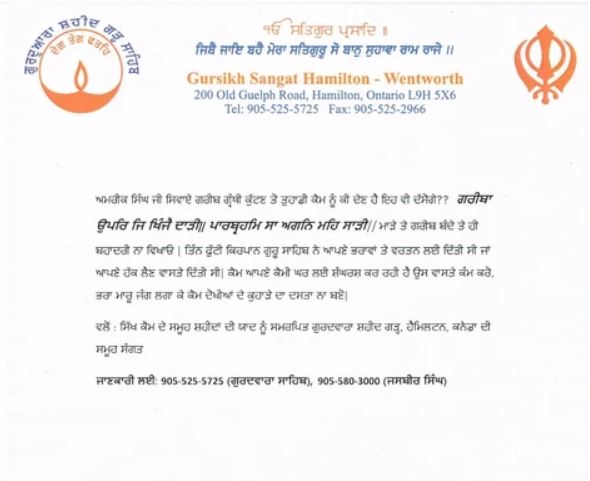 ਗੁਰਦੁਆਰਾ ਸ਼ਹੀਦ ਗੜ੍ਹ ਸਾਹਿਬ
ਦੇਗ ਤੇਗ ਫਤਹਿ
ੴ ਸਤਿਗੁਰ ਪ੍ਰਸਾਦਿ ॥
ਜਿਥੈ ਜਾਇ ਬਹੈ ਮੇਰਾ ਸਤਿਗੁਰੂ ਸੋ ਥਾਨੁ ਸੁਹਾਵਾ ਰਾਮ ਰਾਜੇ ॥
Gursikh Sangat Hamilton - Wentworth
200 Old Guelph Road, Hamilton, Ontario L9H 5X6
Tel: 905-525-5725 Fax: 905-525-2966
ਅਮਰੀਕ ਸਿੰਘ ਜੀ ਸਿਵਾਏ ਗਰੀਬ ਗ੍ਰੰਥੀ ਕੁੱਟਣ ਤੋਂ ਤੁਹਾਡੀ ਕੌਮ ਨੂੰ ਕੀ ਦੇਣ ਹੈ ਇਹ ਵੀ ਦੱਸੋਗੇ?? ਗਰੀਬਾ
ਉਪਰਿ ਜਿ ਖਿੰਜੈ ਦਾੜੀ॥ ਪਾਰਬ੍ਰਹਮਿ ਸਾ ਅਗਨਿ ਮਹਿ ਸਾੜੀ// ਮਾੜੇ ਤੇ ਗਰੀਬ ਬੰਦੇ ਤੇ ਹੀ
ਬਹਾਦਰੀ ਨਾ ਵਿਖਾਓ | ਤਿੰਨ ਫੁੱਟੀ ਕਿਰਪਾਨ ਗੁਰੂ ਸਾਹਿਬ ਨੇ ਆਪਣੇ ਭਰਾਵਾਂ ਤੇ ਵਰਤਨ ਲਈ ਦਿੱਤੀ ਸੀ ਜਾਂ
ਆਪਣੇ ਹੱਕ ਲੈਣ ਵਾਸਤੇ ਦਿੱਤੀ ਸੀ| ਕੌਮ ਆਪਣੇ ਕੌਮੀ ਘਰ ਲਈ ਸੰਘਰਸ਼ ਕਰ ਰਹੀ ਹੈ ਉਸ ਵਾਸਤੇ ਕੰਮ ਕਰੋ,
ਭਰਾ ਮਾਰੂ ਜੰਗ ਲਗਾ ਕੇ ਕੌਮ ਦੋਖੀਆਂ ਦੇ ਕੁਹਾੜੇ ਦਾ ਦਸਤਾ ਨਾ ਬਣੋ|
ਵਲੋਂ : ਸਿੱਖ ਕੌਮ ਦੇ ਸਮੂਹ ਸ਼ਹੀਦਾਂ ਦੀ ਯਾਦ ਨੂੰ ਸਮਰਪਿਤ ਗੁਰਦਵਾਰਾ ਸ਼ਹੀਦ ਗੜ੍ਹ, ਹੈਮਿਲਟਨ, ਕਨੇਡਾ ਦੀ
ਸਮੂਹ ਸੰਗਤ
ਜਾਣਕਾਰੀ ਲਈ: 905-525-5725 (ਗੁਰਦਵਾਰਾ ਸਾਹਿਬ), 905-580-3000 (ਜਸਬੀਰ ਸਿੰਘ)